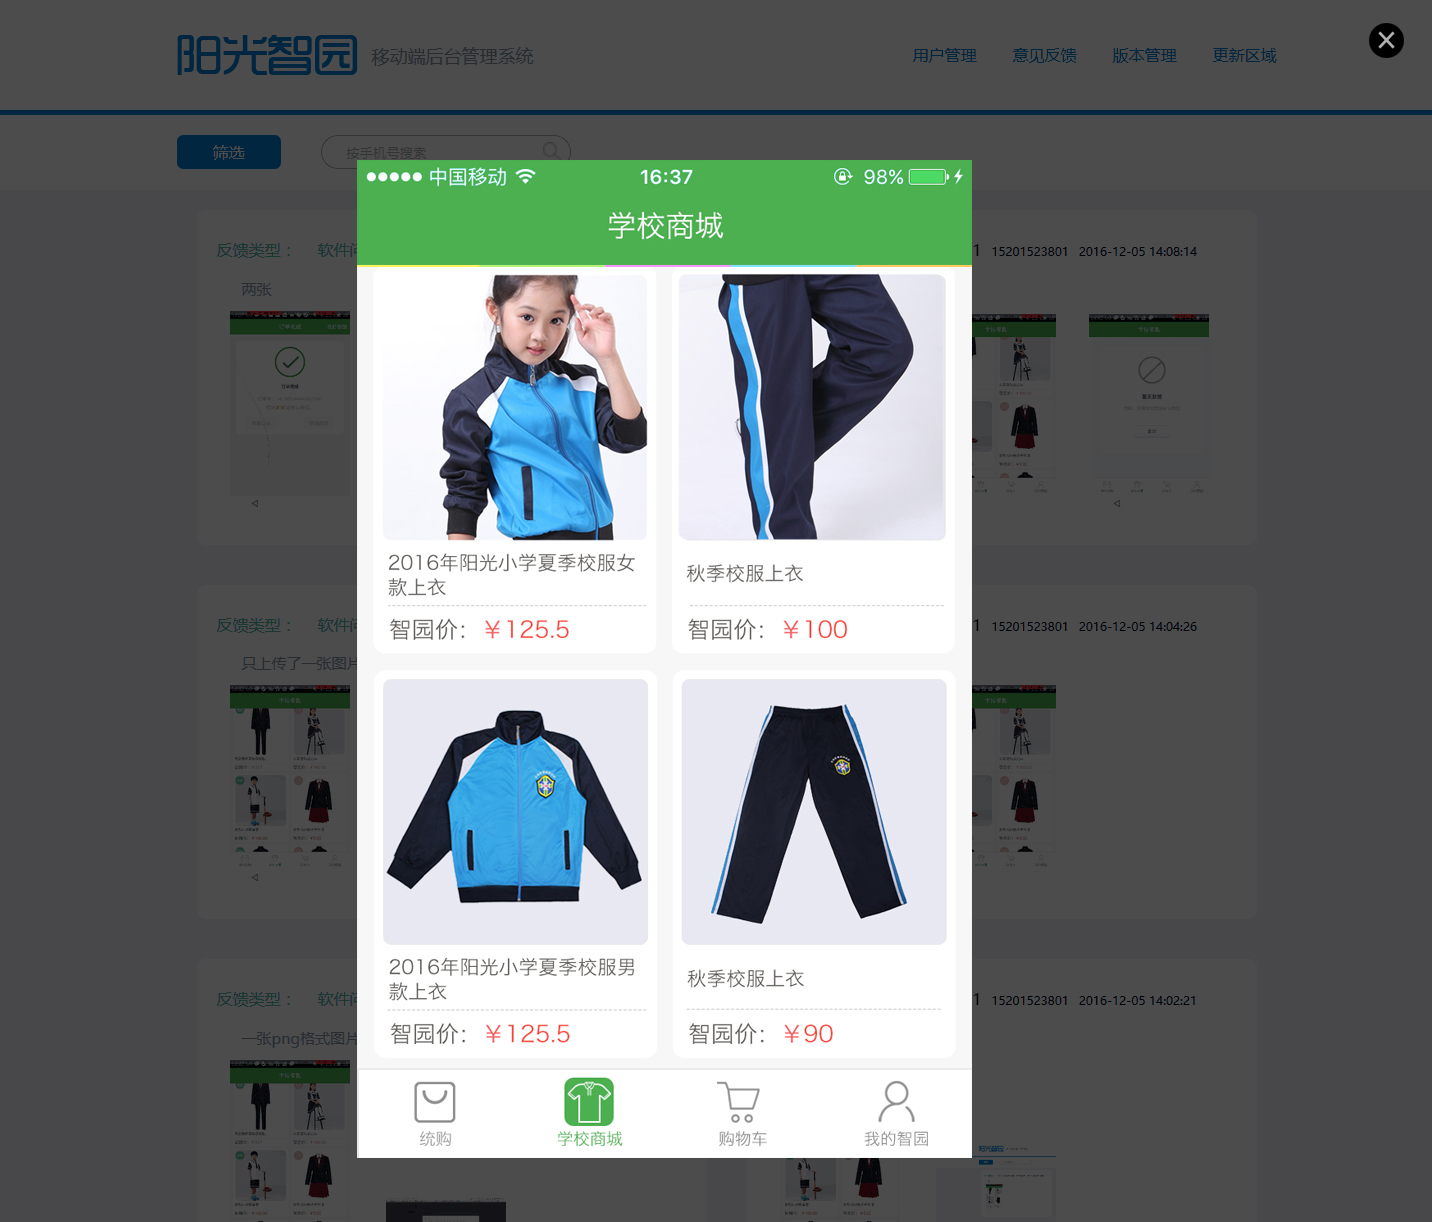 阳光智园 移动端后台管理系统
用户管理 意见反馈 版本管理 更新区域
筛选
按手机号搜索
中国移动 16:37 98%
学校商城
反馈类型： 软件问
1 15201523801 2016-12-05 14:08:14
两张
2016年阳光小学夏季校服女
款上衣
秋季校服上衣
智园价：￥125.5
智园价：￥100
反馈类型： 软件问
1 15201523801 2016-12-05 14:04:26
只上传了一张图片
2016年阳光小学夏季校服男
款上衣
秋季校服上衣
智园价：￥125.5
智园价：￥90
反馈类型： 软件问
1 15201523801 2016-12-05 14:02:21
一张png格式图片
统购 学校商城 购物车 我的智园